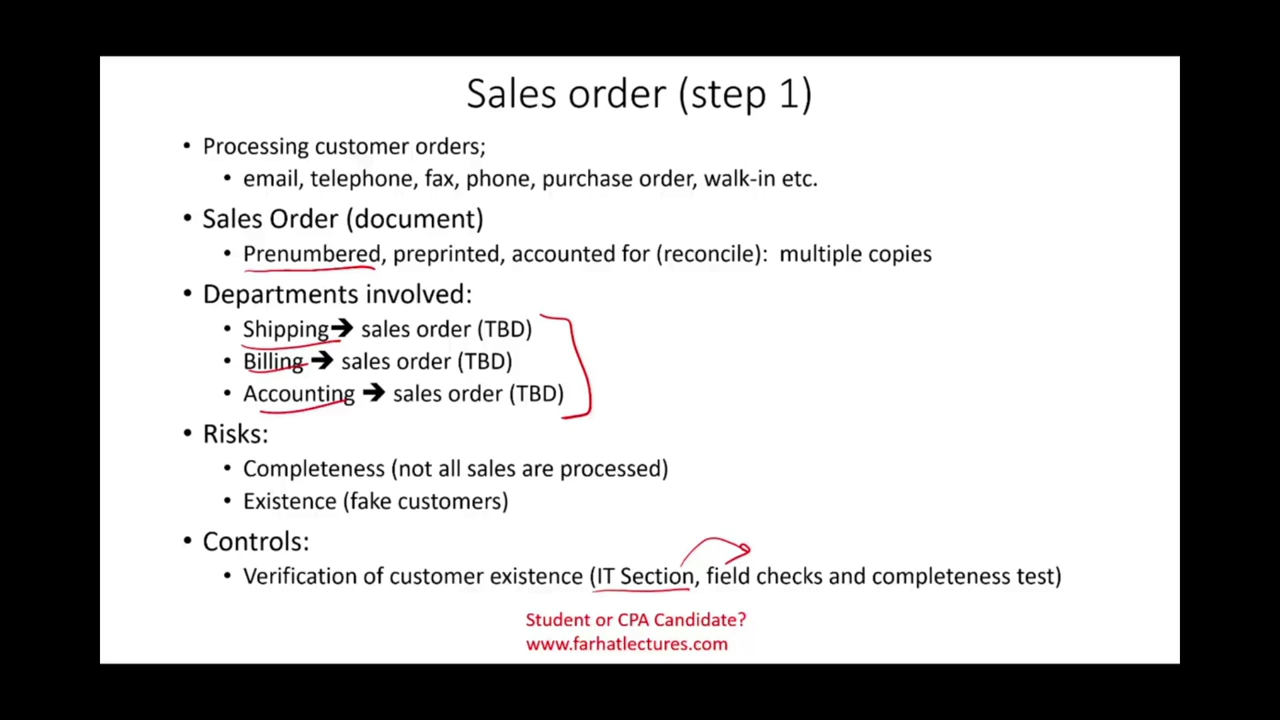 Sales order (step 1)
• Processing customer orders;
• email, telephone, fax, phone, purchase order, walk-in etc.
• Sales Order (document)
• Prenumbered, preprinted, accounted for (reconcile): multiple copies
• Departments involved:
• Shipping➔ sales order (TBD)
• Billing ➔ sales order (TBD)
• Accounting ➔ sales order (TBD)
• Risks:
• Completeness (not all sales are processed)
• Existence (fake customers)
• Controls:
• Verification of customer existence (IT Section, field checks and completeness test)
Student or CPA Candidate?
www.farhatlectures.com